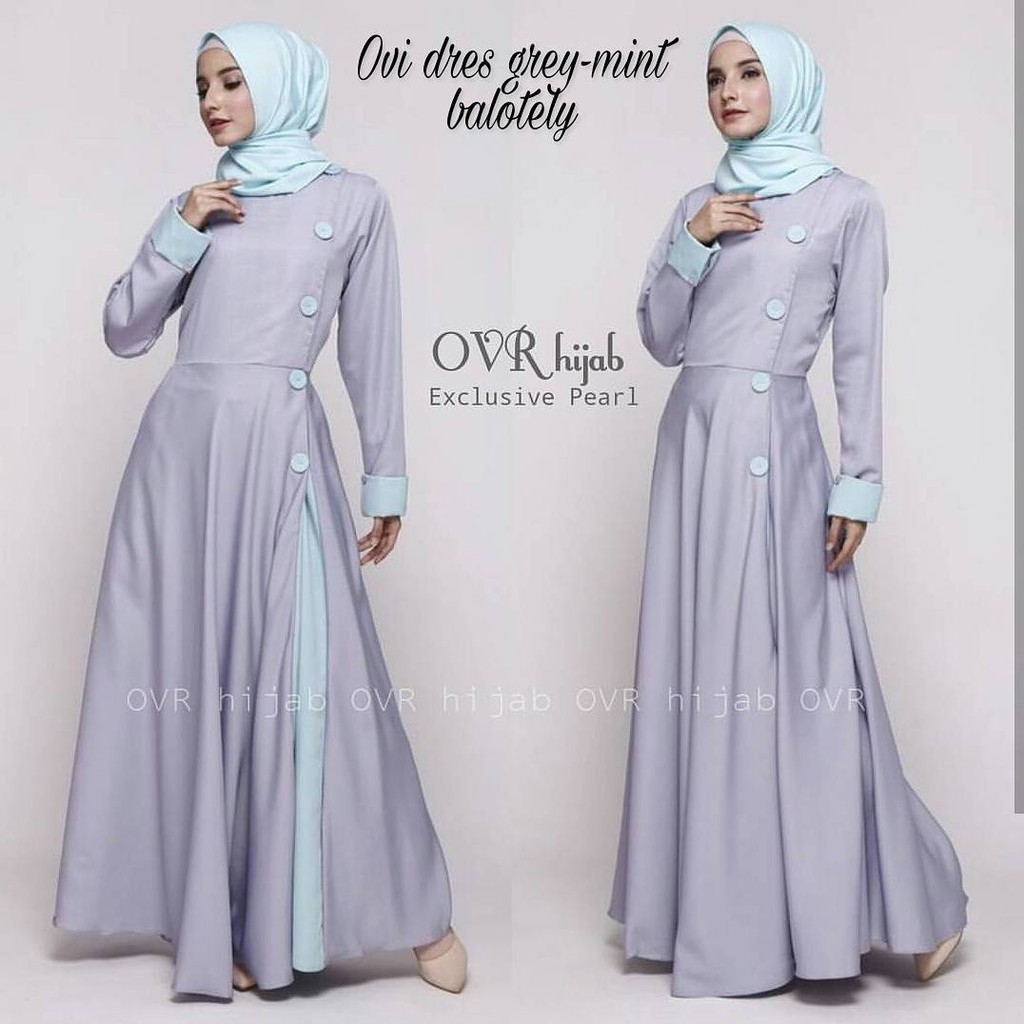 Ovi dres grey-mint
balotely
OVR hijab
Exclusive Pearl
OVR hijab OVR hijab OVR hijab OVR